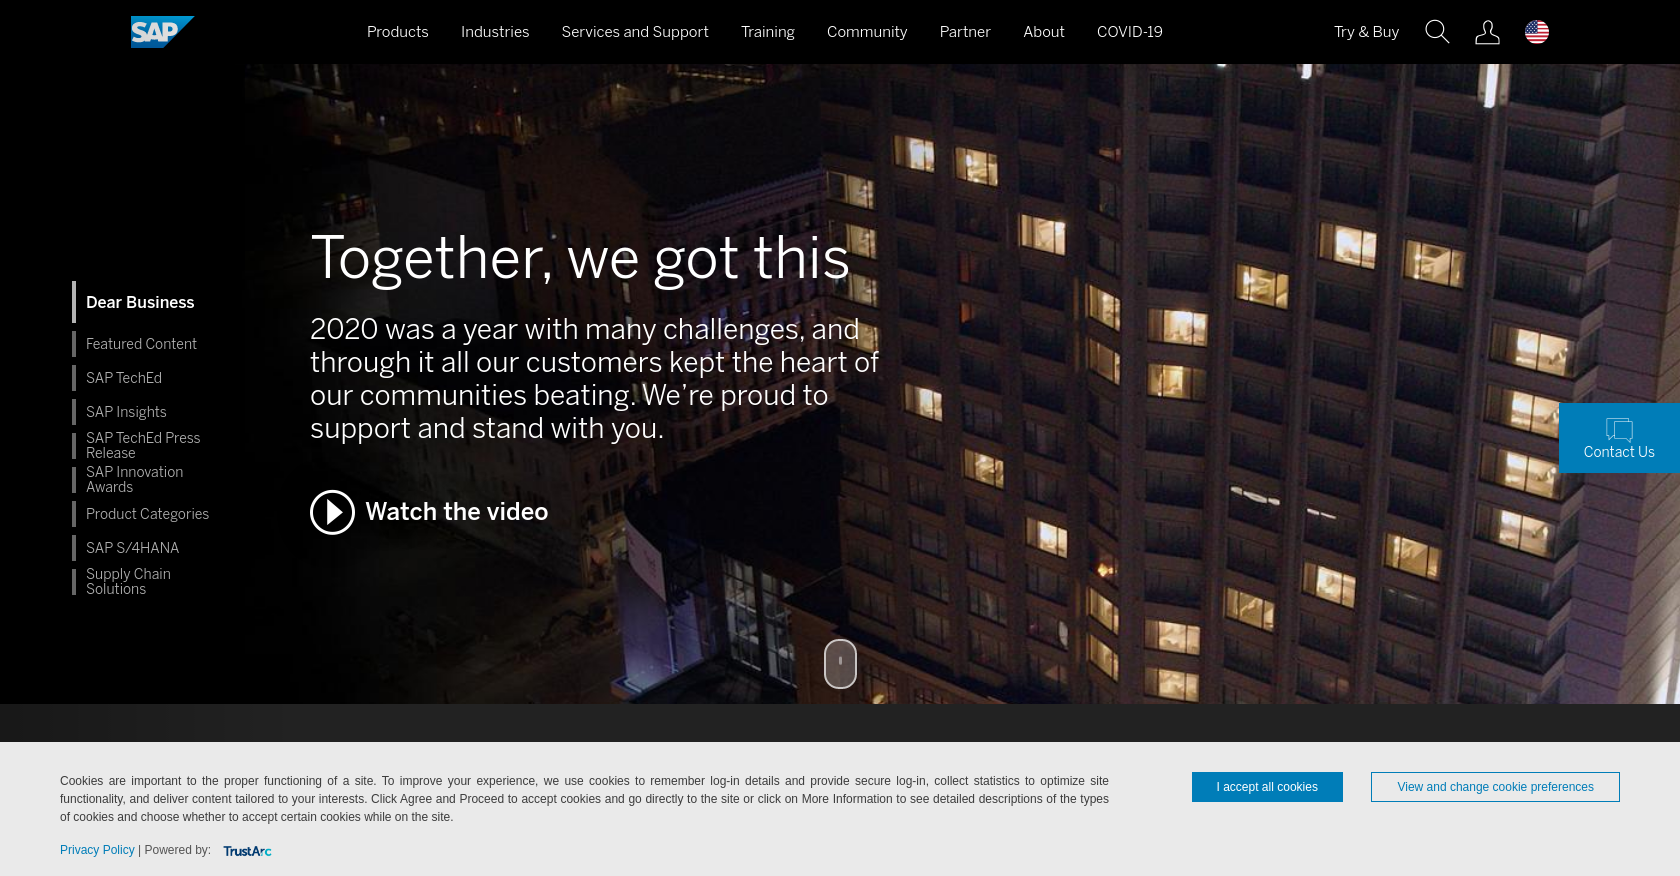 SAP
Products
Industries
Services and Support
Training
Community
Partner
About
COVID-19
Try & Buy
Dear Business
Featured Content
SAP TechEd
SAP Insights
SAP TechEd Press
Release
SAP Innovation
Awards
Product Categories
SAP S/4HANA
Supply Chain
Solutions
Together, we got this
2020 was a year with many challenges, and
through it all our customers kept the heart of
our communities beating. We're proud to
support and stand with you.
Watch the video
Contact Us
Cookies are important to the proper functioning of a site. To improve your experience, we use cookies to remember log-in details and provide secure log-in, collect statistics to optimize site
functionality, and deliver content tailored to your interests. Click Agree and Proceed to accept cookies and go directly to the site or click on More Information to see detailed descriptions of the types
of cookies and choose whether to accept certain cookies while on the site.
I accept all cookies
View and change cookie preferences
Privacy Policy | Powered by: TrustArc